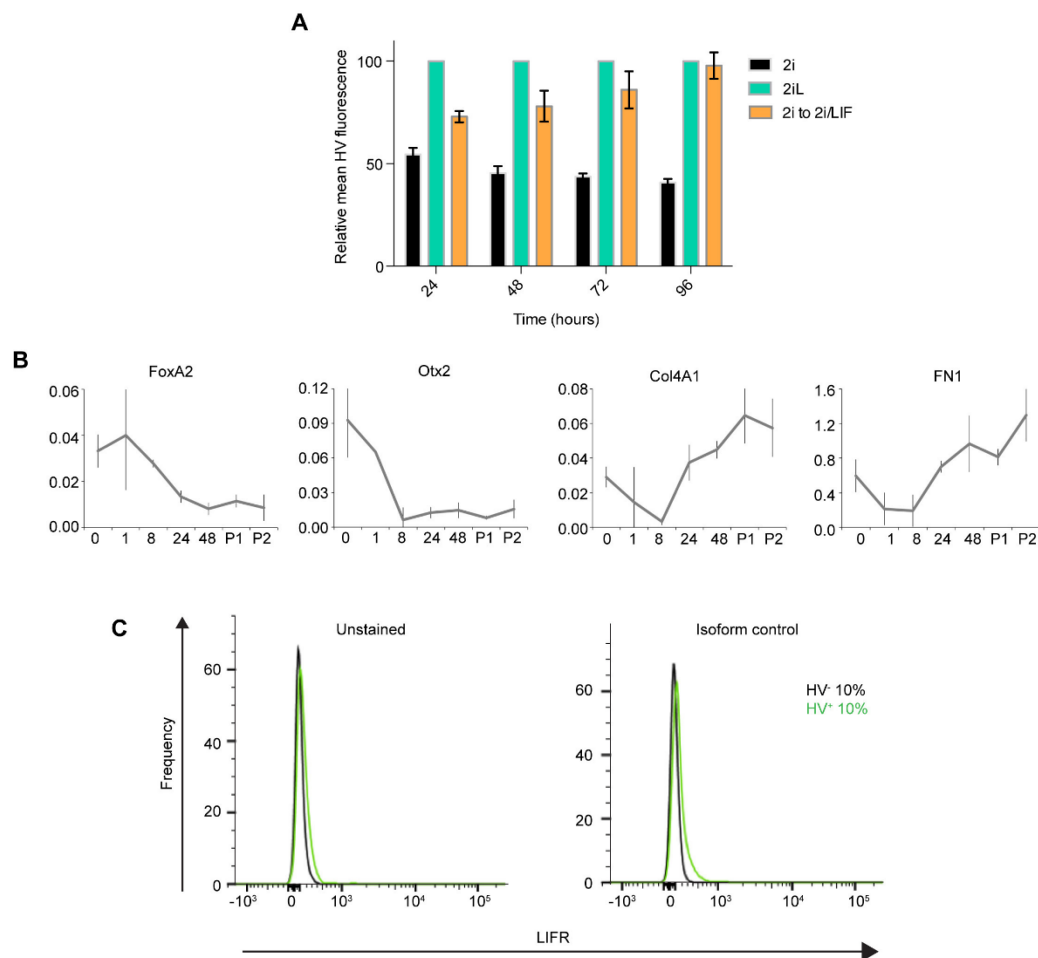 A
Relative mean HV fluorescence
100
50
0
24
48
72
96
Time (hours)
2i
2iL
2i to 2i/LIF
B
FoxA2
0.06
0.04
0.02
0.00
0 1 8 24 48 P1 P2
Otx2
0.12
0.09
0.06
0.03
0.00
0 1 8 24 48 P1 P2
Col4A1
0.08
0.06
0.04
0.02
0.00
0 1 8 24 48 P1 P2
FN1
1.6
1.2
0.8
0.4
0.0
0 1 8 24 48 P1 P2
C
Frequency
Unstained
60
40
20
0
-10³ 0 10³ 10⁴ 10⁵
Isoform control
60
40
20
0
-10³ 0 10³ 10⁴ 10⁵
HV⁻ 10%
HV⁺ 10%
LIFR